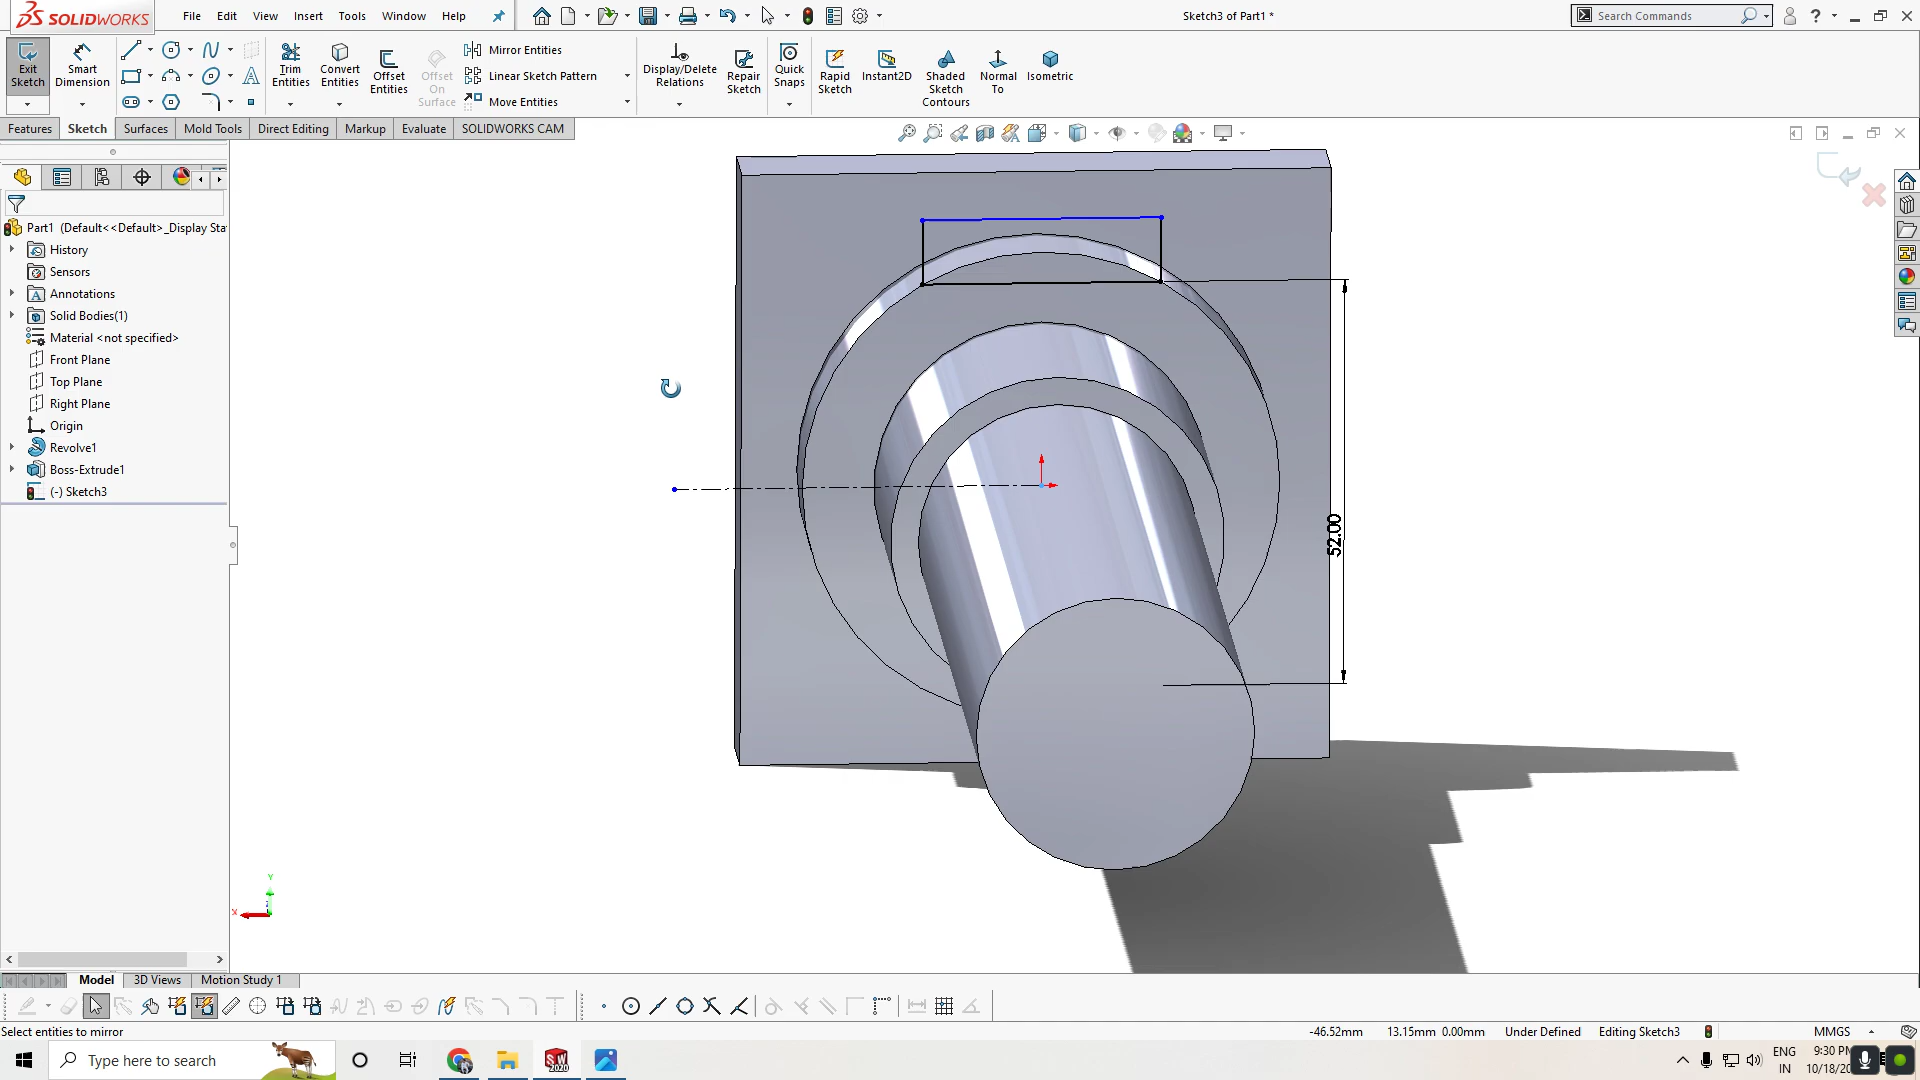 SOLIDWORKS
File Edit View Insert Tools Window Help
Sketch3 of Part1 *
Search Commands
?
Exit Sketch
Smart Dimension
Trim Entities
Convert Entities
Offset Entities
Offset On Surface
Mirror Entities
Linear Sketch Pattern
Move Entities
Display/Delete Relations
Repair Sketch
Quick Snaps
Rapid Sketch
Instant2D
Shaded Sketch Contours
Normal To
Isometric
Features Sketch Surfaces Mold Tools Direct Editing Markup Evaluate SOLIDWORKS CAM
Part1 (Default<<Default>_Display Sta
History
Sensors
Annotations
Solid Bodies(1)
Material <not specified>
Front Plane
Top Plane
Right Plane
Origin
Revolve1
Boss-Extrude1
(-) Sketch3
52.00
Y
X
Model 3D Views Motion Study 1
Select entities to mirror
-46.52mm 13.15mm 0.00mm Under Defined Editing Sketch3 MMGS
Type here to search
SW
2020
ENG
IN
9:30 PM
10/18/20